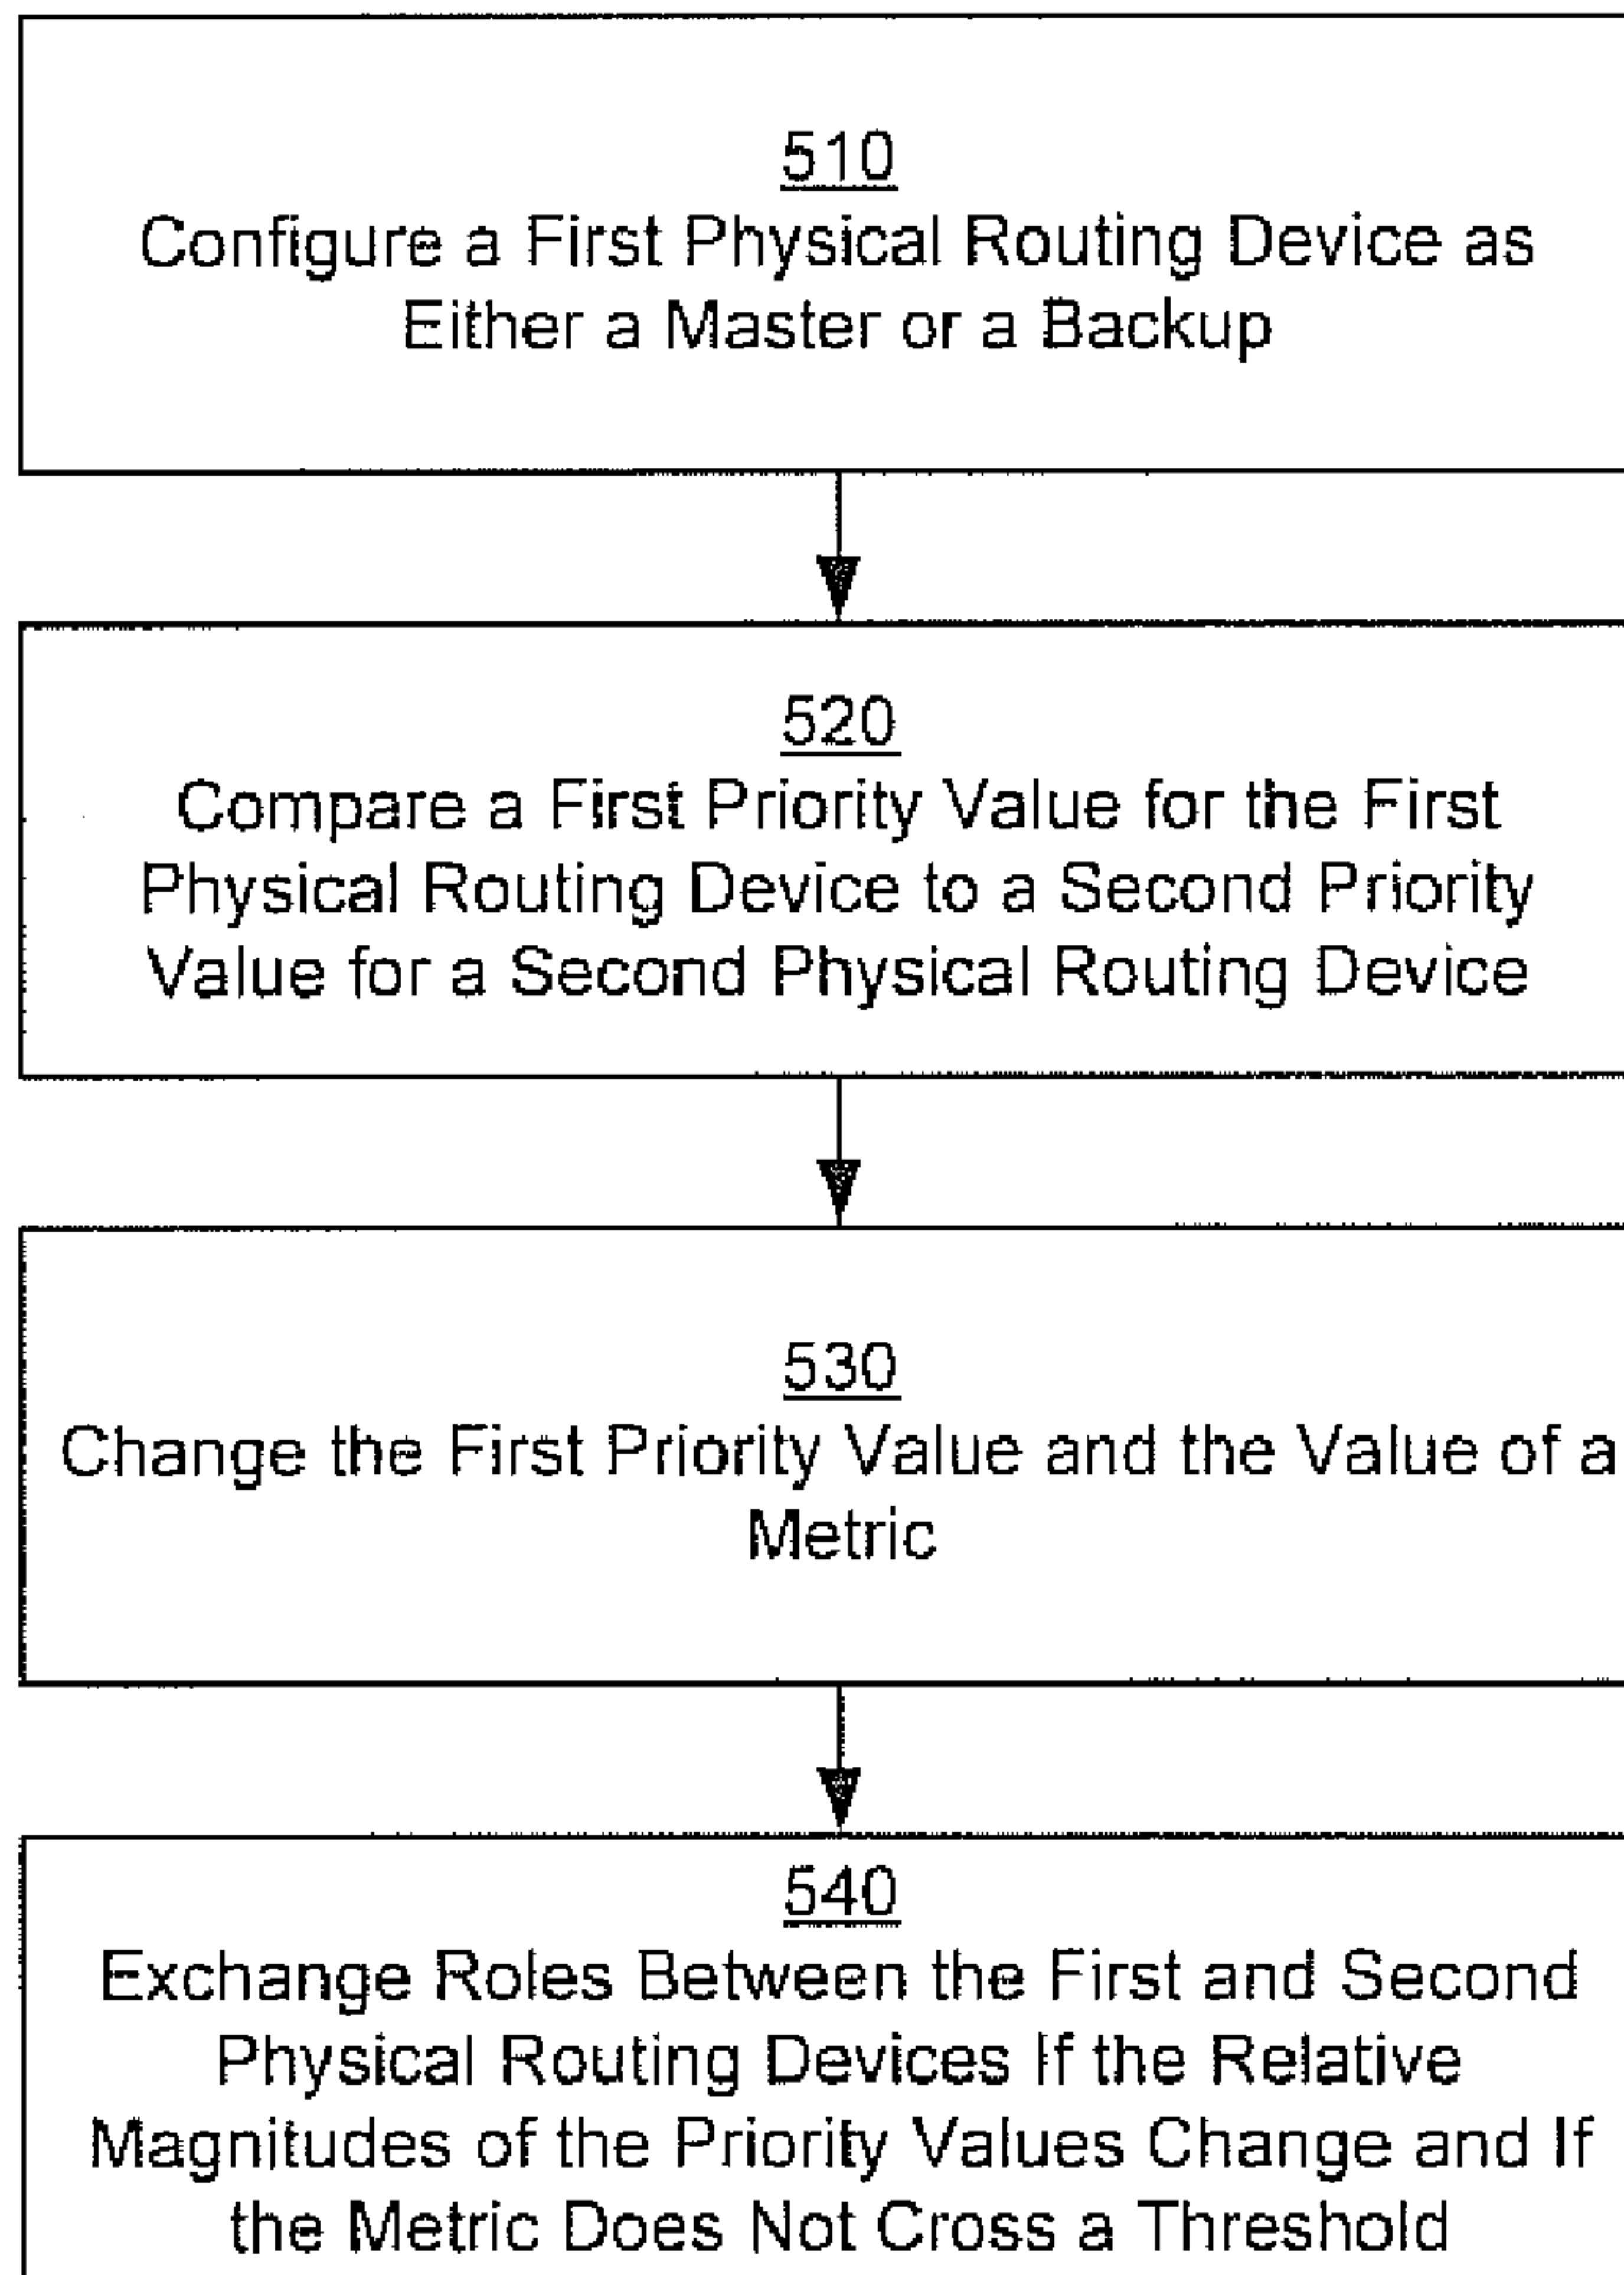 510
Configure a First Physical Routing Device as
Either a Master or a Backup
520
Compare a First Priority Value for the First
Physical Routing Device to a Second Priority
Value for a Second Physical Routing Device
530
Change the First Priority Value and the Value of a
Metric
540
Exchange Roles Between the First and Second
Physical Routing Devices If the Relative
Magnitudes of the Priority Values Change and If
the Metric Does Not Cross a Threshold